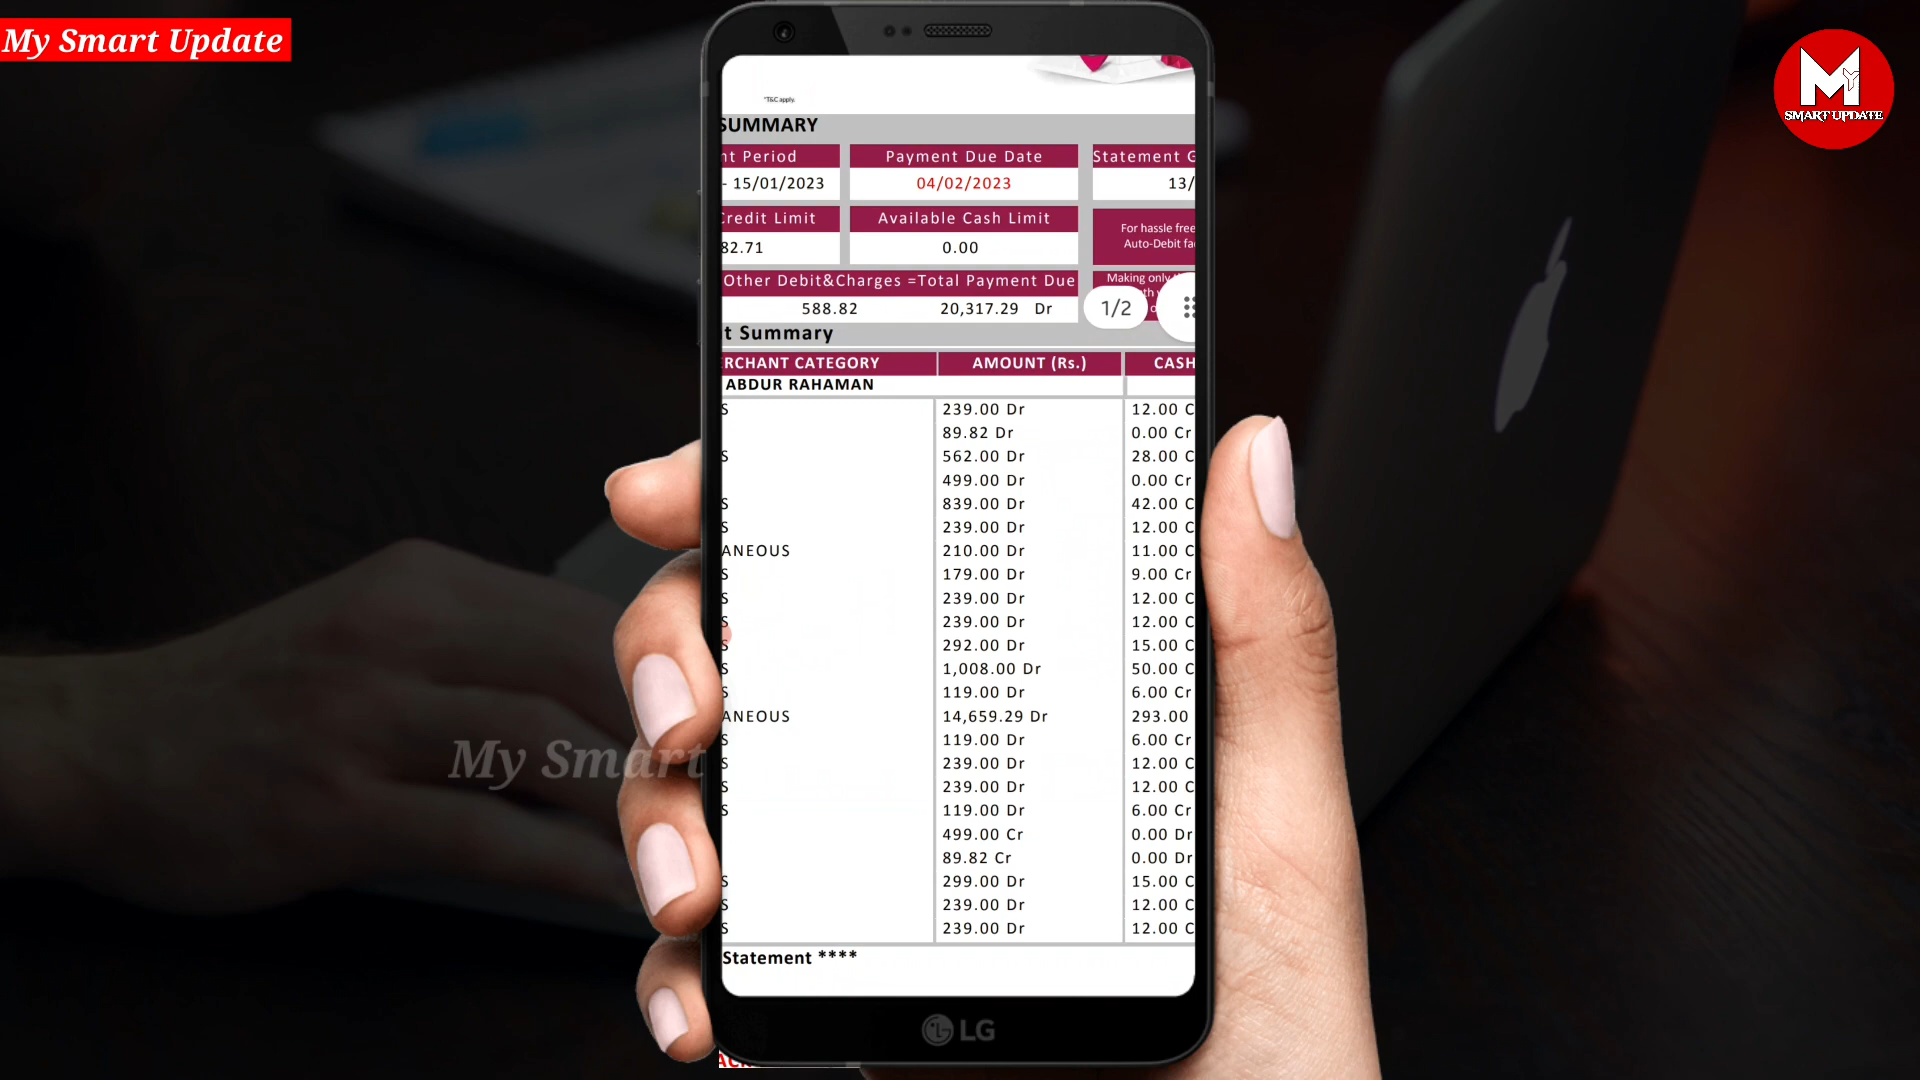 My Smart Update
M
Y
SMART UPDATE
*T&C apply.
SUMMARY
nt Period Payment Due Date Statement G
- 15/01/2023 04/02/2023 13/
Credit Limit Available Cash Limit For hassle free
Auto-Debit fa
82.71 0.00
Other Debit&Charges =Total Payment Due Making only
588.82 20,317.29 Dr 1/2
t Summary
RCHANT CATEGORY AMOUNT (Rs.) CASH
ABDUR RAHAMAN
S 239.00 Dr 12.00 C
89.82 Dr 0.00 Cr
S 562.00 Dr 28.00 C
499.00 Dr 0.00 Cr
S 839.00 Dr 42.00 C
S 239.00 Dr 12.00 C
ANEOUS 210.00 Dr 11.00 C
S 179.00 Dr 9.00 Cr
S 239.00 Dr 12.00 C
S 239.00 Dr 12.00 C
S 292.00 Dr 15.00 C
S 1,008.00 Dr 50.00 C
S 119.00 Dr 6.00 Cr
ANEOUS 14,659.29 Dr 293.00
S 119.00 Dr 6.00 Cr
My Smart
S 239.00 Dr 12.00 C
S 239.00 Dr 12.00 C
S 119.00 Dr 6.00 Cr
499.00 Cr 0.00 Dr
89.82 Cr 0.00 Dr
S 299.00 Dr 15.00 C
S 239.00 Dr 12.00 C
S 239.00 Dr 12.00 C
Statement ****
LG